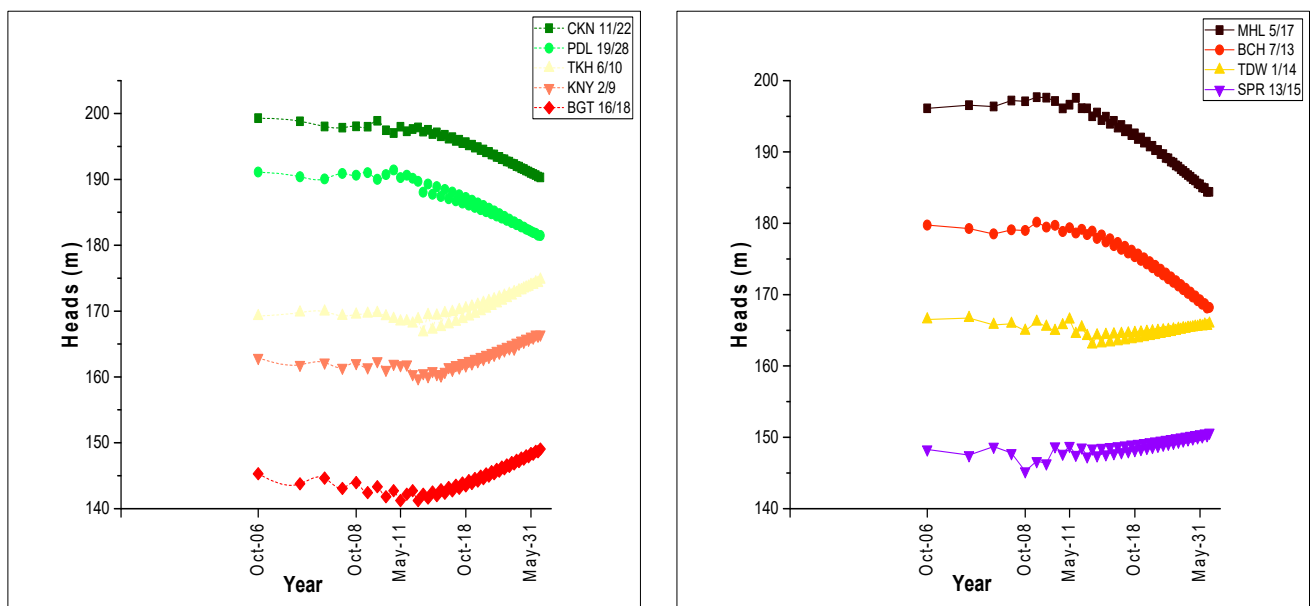 CKN 11/22
PDL 19/28
TKH 6/10
KNY 2/9
BGT 16/18
200
190
180
170
160
150
140
Heads (m)
Oct-06
Oct-08
May-11
Oct-18
May-31
Year
MHL 5/17
BCH 7/13
TDW 1/14
SPR 13/15
200
190
180
170
160
150
140
Heads (m)
Oct-06
Oct-08
May-11
Oct-18
May-31
Year